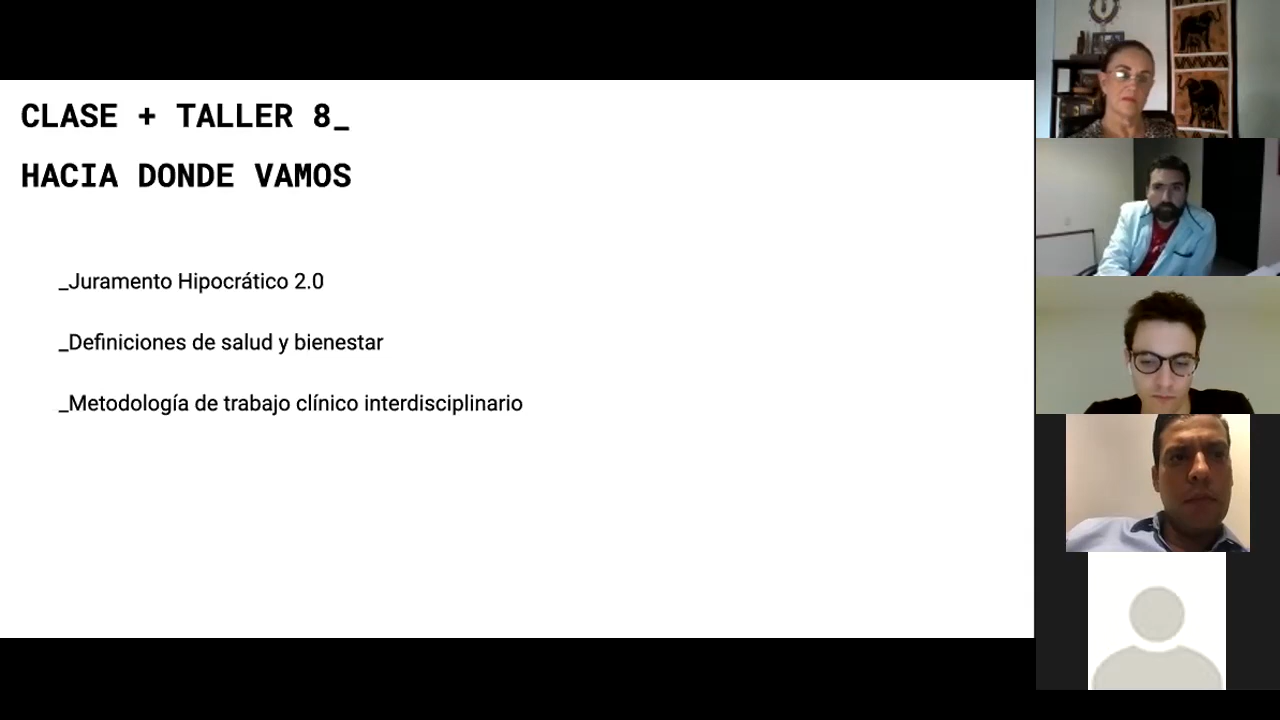 CLASE + TALLER 8_
HACIA DONDE VAMOS
_Juramento Hipocrático 2.0
_Definiciones de salud y bienestar
_Metodología de trabajo clínico interdisciplinario